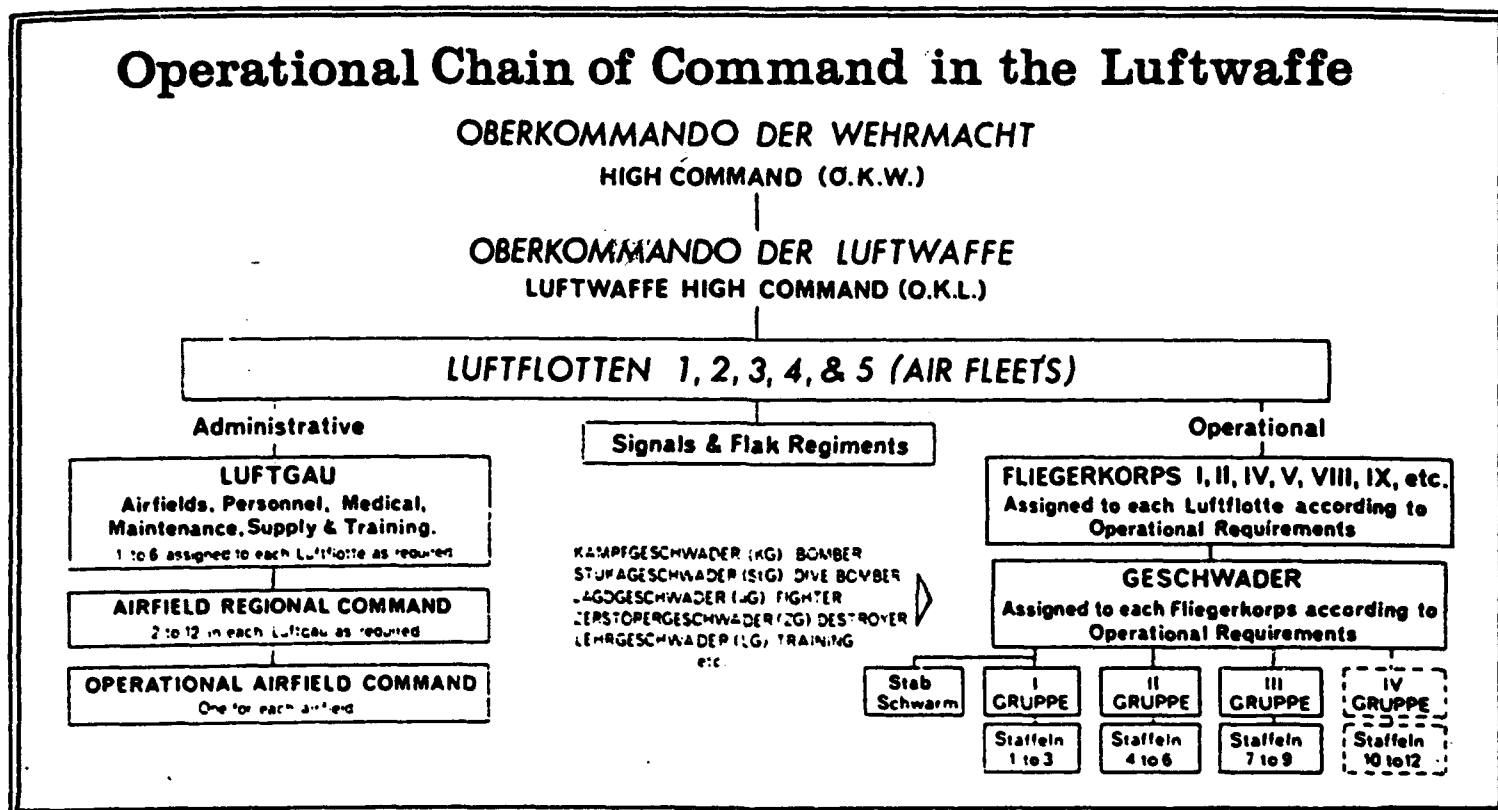 Operational Chain of Command in the Luftwaffe
OBERKOMMANDO DER WEHRMACHT
HIGH COMMAND (O.K.W.)
OBERKOMMANDO DER LUFTWAFFE
LUFTWAFFE HIGH COMMAND (O.K.L.)
LUFTFLOTTEN 1, 2, 3, 4, & 5 (AIR FLEETS)
Administrative
LUFTGAU
Airfields, Personnel, Medical,
Maintenance, Supply & Training.
1 to 6 assigned to each Luftflotte as required
AIRFIELD REGIONAL COMMAND
2 to 12 in each Luftgau as required
OPERATIONAL AIRFIELD COMMAND
One for each airfield
Signals & Flak Regiments
Operational
FLIEGERKORPS I, II, IV, V, VIII, IX, etc.
Assigned to each Luftflotte according to
Operational Requirements
KAMPFGESCHWADER (KG) BOMBER
STUKAGESCHWADER (StG) DIVE BOMBER
JAGDGESCHWADER (JG) FIGHTER
ZERSTORERGESCHWADER (ZG) DESTROYER
LEHRGESCHWADER (LG) TRAINING
etc.
GESCHWADER
Assigned to each Fliegerkorps according to
Operational Requirements
Stab
Schwarm
I
GRUPPE
Staffeln
1 to 3
II
GRUPPE
Staffeln
4 to 6
III
GRUPPE
Staffeln
7 to 9
IV
GRUPPE
Staffeln
10 to 12